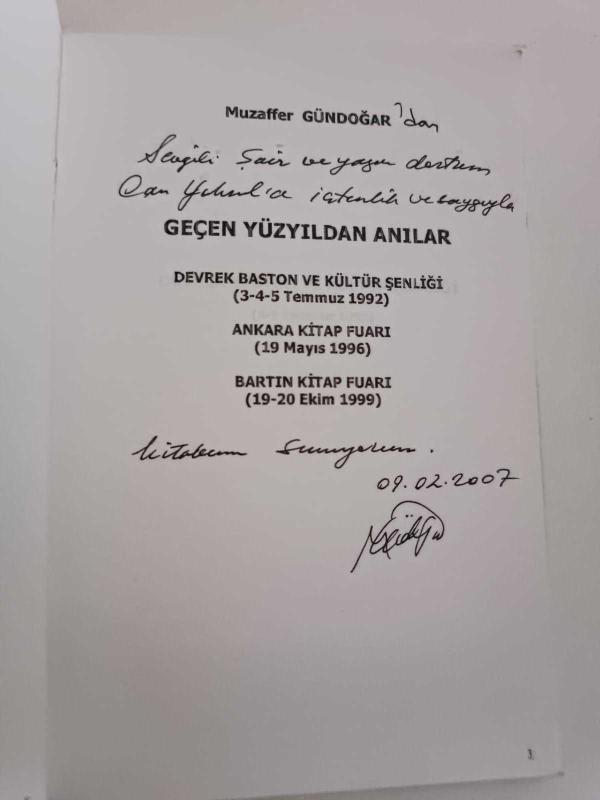 Muzaffer GÜNDOĞAR'dan
Sevgili Şair ve yazar dostum
Can içtenlik ve saygıyla
GEÇEN YÜZYILDAN ANILAR
DEVREK BASTON VE KÜLTÜR ŞENLİĞİ
(3-4-5 Temmuz 1992)
ANKARA KİTAP FUARI
(19 Mayıs 1996)
BARTIN KİTAP FUARI
(19-20 Ekim 1999)
kitabımı sunuyorum.
09.02.2007